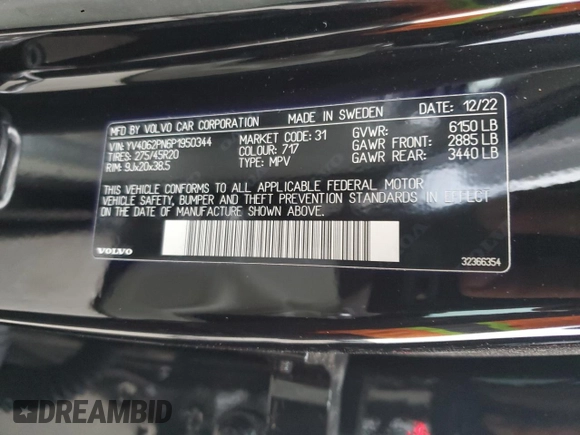 MFD BY VOLVO CAR CORPORATION MADE IN SWEDEN DATE: 12/22
VIN: YV4062PN6P1950344 MARKET CODE: 31 GVWR: 6150 LB
TIRES: 275/45R20 COLOUR: 717 GAWR FRONT: 2885 LB
RIM: 9Jx20x38.5 TYPE: MPV GAWR REAR: 3440 LB
THIS VEHICLE CONFORMS TO ALL APPLICABLE FEDERAL MOTOR
VEHICLE SAFETY, BUMPER AND THEFT PREVENTION STANDARDS IN EFFECT
ON THE DATE OF MANUFACTURE SHOWN ABOVE.
VOLVO 32366354
DREAMBID